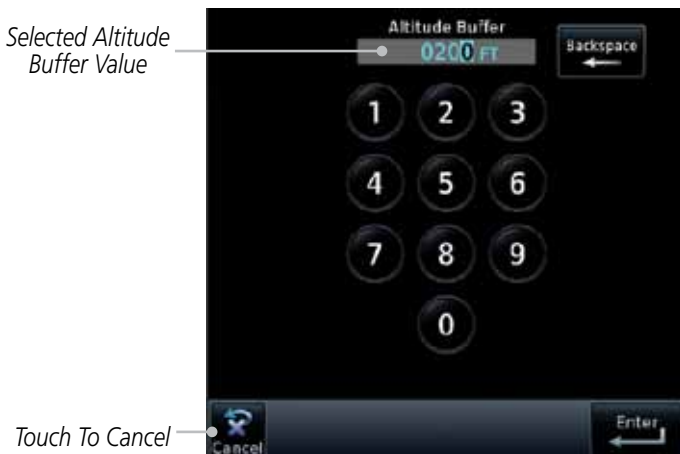 Altitude Buffer
Selected Altitude
Buffer Value
0200 FT
Backspace
1 2 3
4 5 6
7 8 9
0
Touch To Cancel
Cancel
Enter